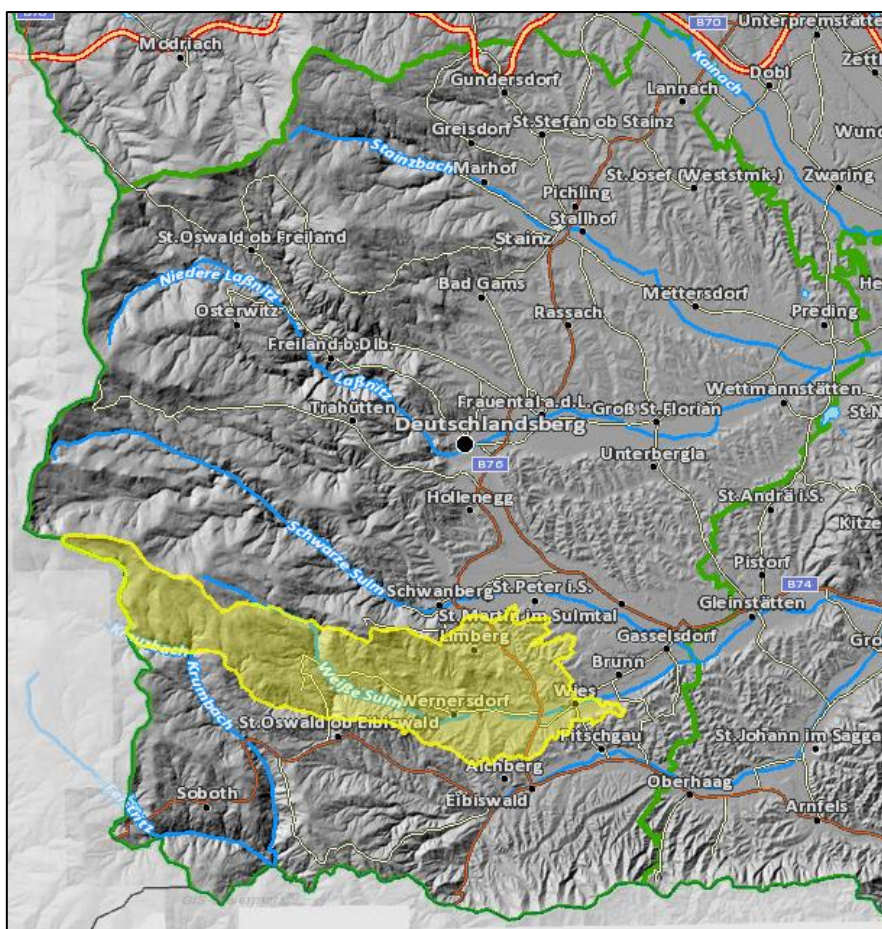 B70
Unterpremstätte
Modriach
Kainach
Zettl
Dobl
Gundersdorf
Lannach
Greisdorf
St.Stefan ob Stainz
Wund
Stainzbach
Marhof
St.Josef (Weststmk.)
Zwaring
Pichling
Stallhof
St.Oswald ob Freiland
Stainz
Niedere Laßnitz
Bad Gams
Mettersdorf
He
Osterwitz
Rassach
Preding
Freiland b.Dlb.
Laßnitz
Wettmannstätten
Trahütten
Frauental a.d.L.
Groß St.Florian
St.N
Deutschlandsberg
B76
Unterbergla
Hollenegg
St.Andrä i.S.
Kitze
Schwarze Sulm
Pistorf
B74
Schwanberg
St.Peter i.S.
Gleinstätten
St.Martin im Sulmtal
Limberg
Gasselsdorf
Gro
Krumbach
Brunn
Krumbach
Weiße Sulm
Wernersdorf
Wies
St.Oswald ob Eibiswald
Pitschgau
St.Johann im Sagga
Aichberg
Soboth
Eibiswald
Oberhaag
Arnfels